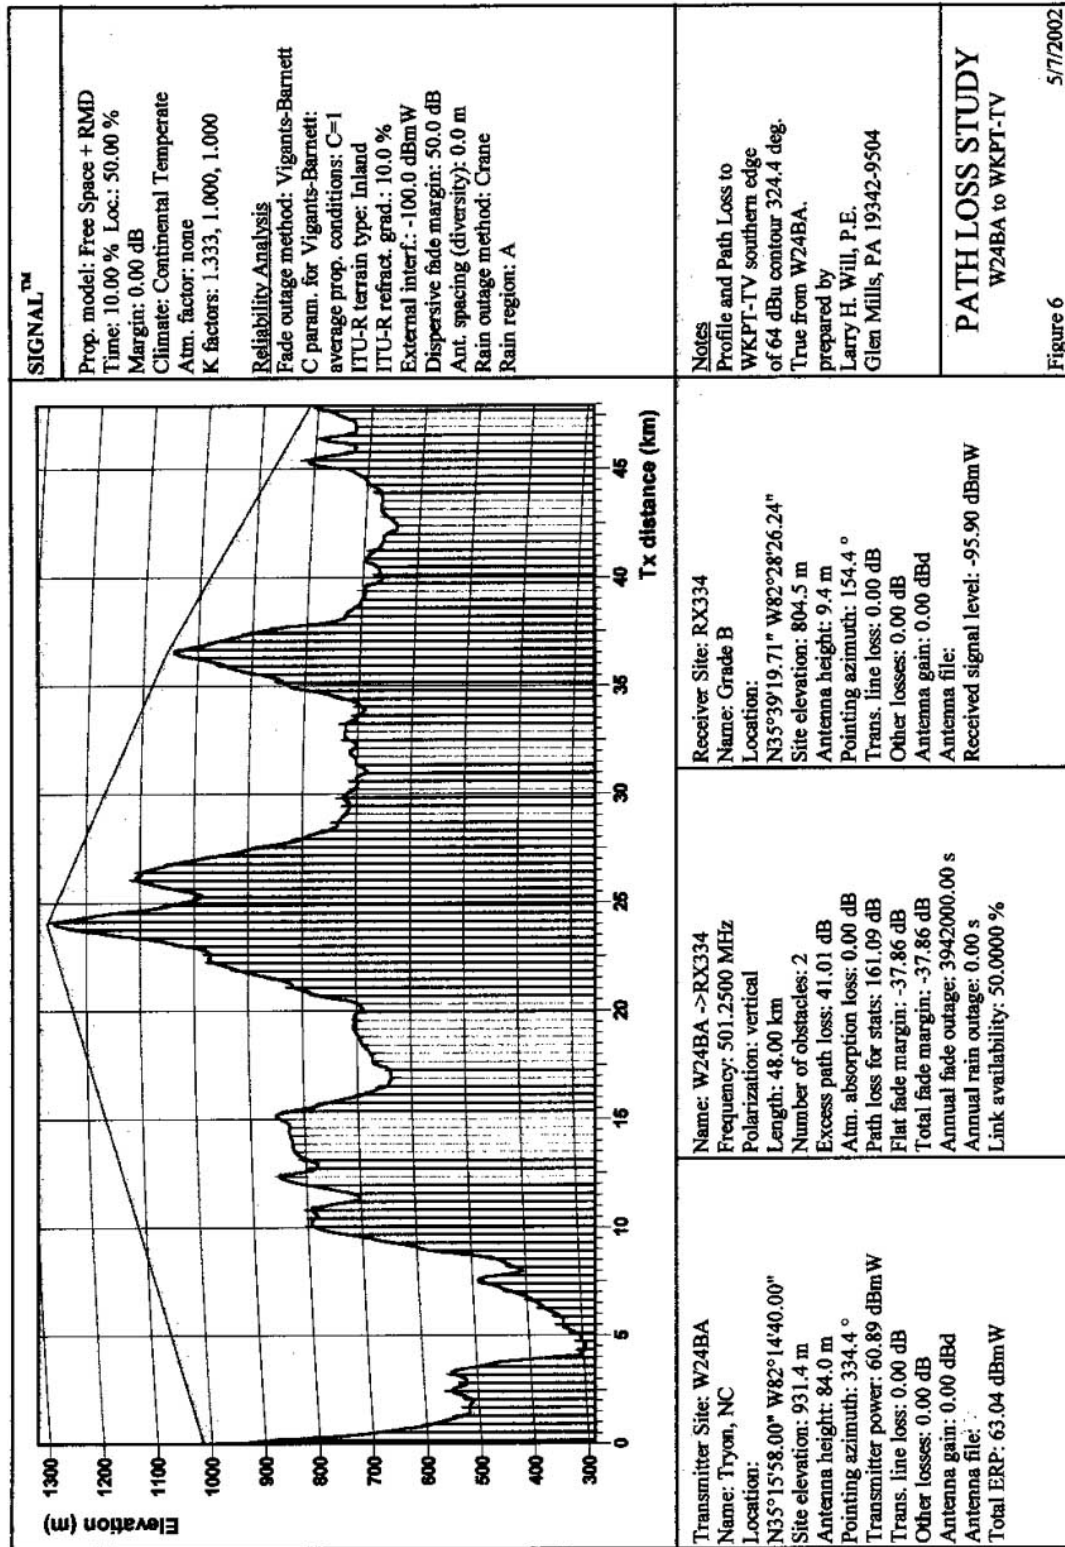 SIGNAL™
Prop. model: Free Space + RMD
Time: 10.00 % Loc.: 50.00 %
Margin: 0.00 dB
Climate: Continental Temperate
Atm. factor: none
K factors: 1.333, 1.000, 1.000
Reliability Analysis
Fade outage method: Vigants-Barnett
C param. for Vigants-Barnett:
average prop. conditions: C=1
ITU-R terrain type: Inland
ITU-R refract. grad.: 10.0 %
External interf.: -100.0 dBmW
Dispersive fade margin: 50.0 dB
Ant. spacing (diversity): 0.0 m
Rain outage method: Crane
Rain region: A
Elevation (m)
1300
1200
1100
1000
900
800
700
600
500
400
300
0
5
10
15
20
25
30
35
40
45
Tx distance (km)
Transmitter Site: W24BA
Name: Tryon, NC
Location:
N35°15'58.00" W82°14'40.00"
Site elevation: 931.4 m
Antenna height: 84.0 m
Pointing azimuth: 334.4 °
Transmitter power: 60.89 dBmW
Trans. line loss: 0.00 dB
Other losses: 0.00 dB
Antenna gain: 0.00 dBd
Antenna file:
Total ERP: 63.04 dBmW
Name: W24BA ->RX334
Frequency: 501.2500 MHz
Polarization: vertical
Length: 48.00 km
Number of obstacles: 2
Excess path loss: 41.01 dB
Atm. absorption loss: 0.00 dB
Path loss for stats: 161.09 dB
Flat fade margin: -37.86 dB
Total fade margin: -37.86 dB
Annual fade outage: 3942000.00 s
Annual rain outage: 0.00 s
Link availability: 50.0000 %
Receiver Site: RX334
Name: Grade B
Location:
N35°39'19.71" W82°28'26.24"
Site elevation: 804.5 m
Antenna height: 9.4 m
Pointing azimuth: 154.4 °
Trans. line loss: 0.00 dB
Other losses: 0.00 dB
Antenna gain: 0.00 dBd
Antenna file:
Received signal level: -95.90 dBmW
Notes
Profile and Path Loss to
WKPT-TV southern edge
of 64 dBu contour 324.4 deg.
True from W24BA.
prepared by
Larry H. Will, P.E.
Glen Mills, PA 19342-9504
PATH LOSS STUDY
W24BA to WKPT-TV
Figure 6
5/7/2002